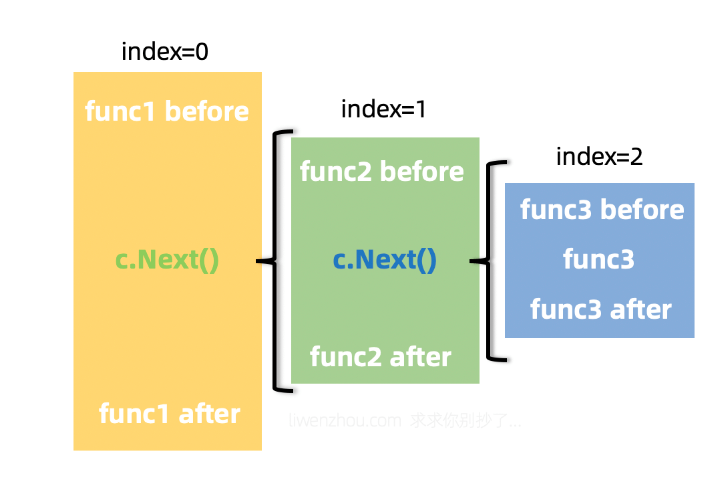 index=0
func1 before
c.Next()
func1 after
index=1
func2 before
c.Next()
func2 after
index=2
func3 before
func3
func3 after
liwenzhou.com 求求你别抄了...